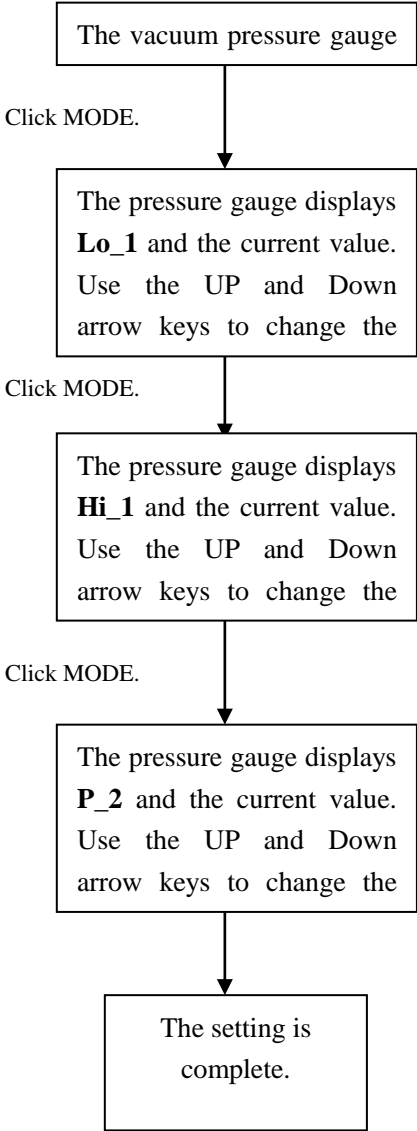 The vacuum pressure gauge
Click MODE.
The pressure gauge displays
Lo_1 and the current value.
Use the UP and Down
arrow keys to change the
Click MODE.
The pressure gauge displays
Hi_1 and the current value.
Use the UP and Down
arrow keys to change the
Click MODE.
The pressure gauge displays
P_2 and the current value.
Use the UP and Down
arrow keys to change the
The setting is
complete.